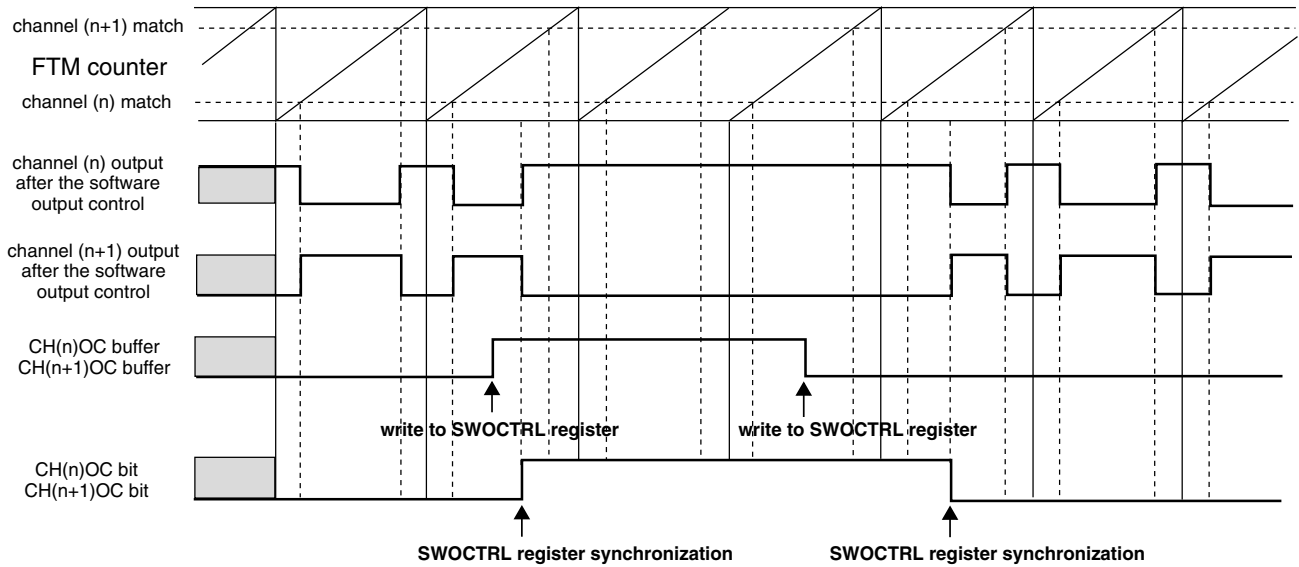 channel (n+1) match
FTM counter
channel (n) match
channel (n) output
after the software
output control
channel (n+1) output
after the software
output control
CH(n)OC buffer
CH(n+1)OC buffer
write to SWOCTRL register
write to SWOCTRL register
CH(n)OC bit
CH(n+1)OC bit
SWOCTRL register synchronization
SWOCTRL register synchronization